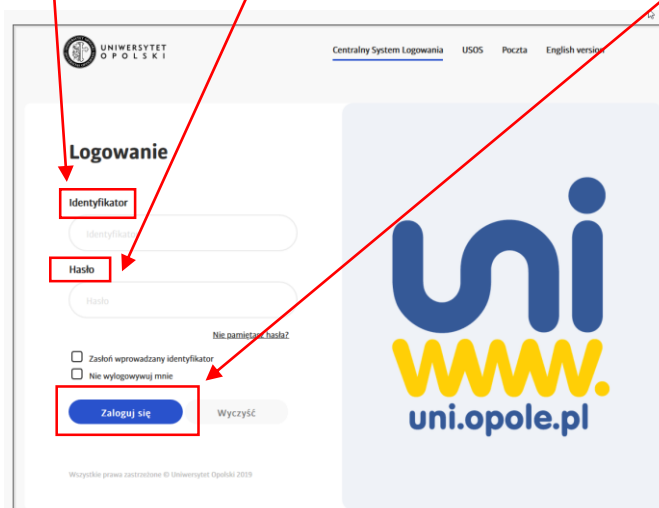 UNIWERSYTET
OPOLSKI
Centralny System Logowania USOS Poczta English version
Logowanie
Identyfikator
Identyfikator
Hasło
Hasło
Nie pamiętasz hasła?
Zasłoń wprowadzany identyfikator
Nie wylogowywuj mnie
Zaloguj się Wyczyść
Wszystkie prawa zastrzeżone © Uniwersytet Opolski 2019
uni
www.
uni.opole.pl